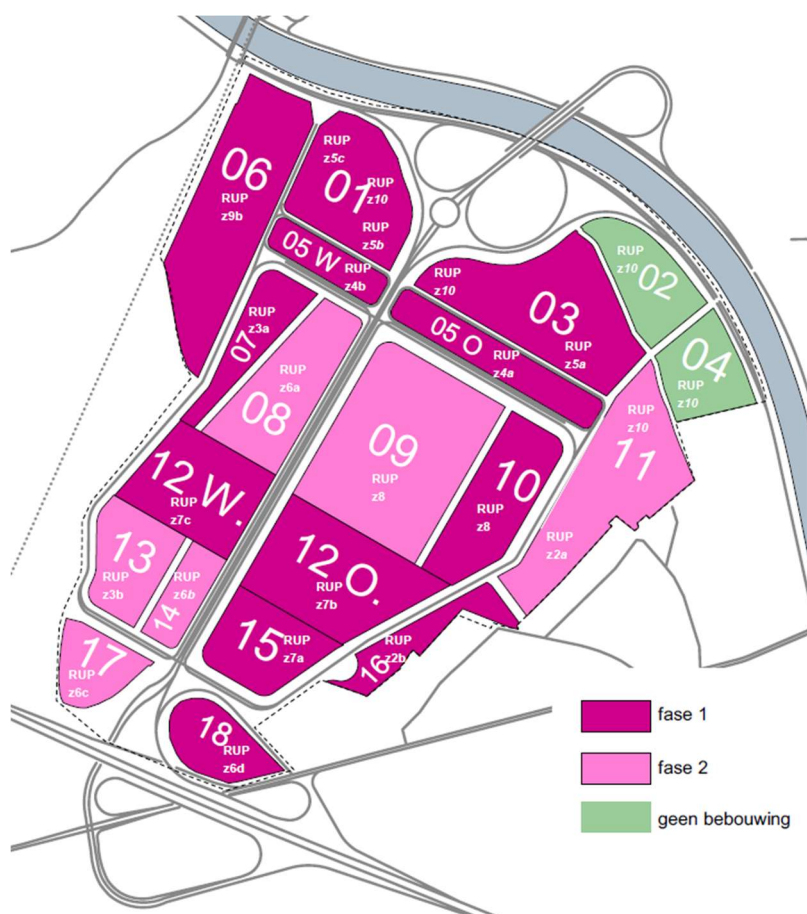 06
RUP
z9b
RUP
z5c
01
RUP
z10
RUP
z5b
05 W
RUP
z4b
RUP
z10
03
RUP
z5a
RUP
z10
02
04
RUP
z10
05 O
RUP
z4a
RUP
z3a
07
RUP
z6a
08
09
RUP
z8
10
RUP
z8
RUP
z10
11
RUP
z2a
12 W.
RUP
z7c
12 O.
RUP
z7b
13
RUP
z3b
RUP
z6b
14
15
RUP
z7a
RUP
z2b
16
17
RUP
z6c
18
RUP
z6d
fase 1
fase 2
geen bebouwing